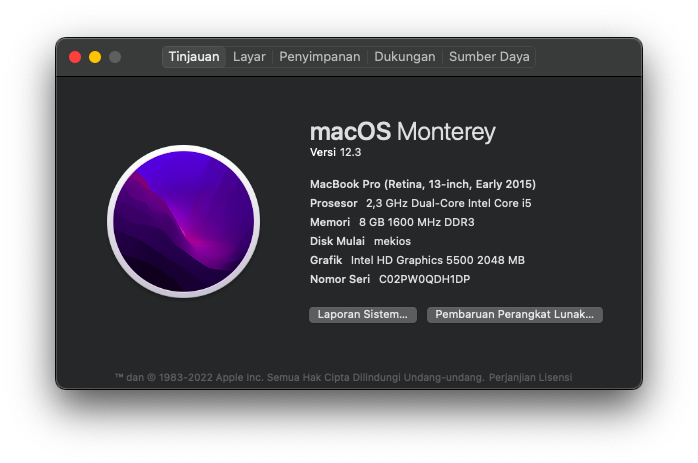 Tinjauan Layar Penyimpanan Dukungan Sumber Daya
macOS Monterey
Versi 12.3
MacBook Pro (Retina, 13-inch, Early 2015)
Prosesor 2,3 GHz Dual-Core Intel Core i5
Memori 8 GB 1600 MHz DDR3
Disk Mulai mekios
Grafik Intel HD Graphics 5500 2048 MB
Nomor Seri C02PW0QDH1DP
Laporan Sistem... Pembaruan Perangkat Lunak...
™ dan © 1983-2022 Apple Inc. Semua Hak Cipta Dilindungi Undang-undang. Perjanjian Lisensi